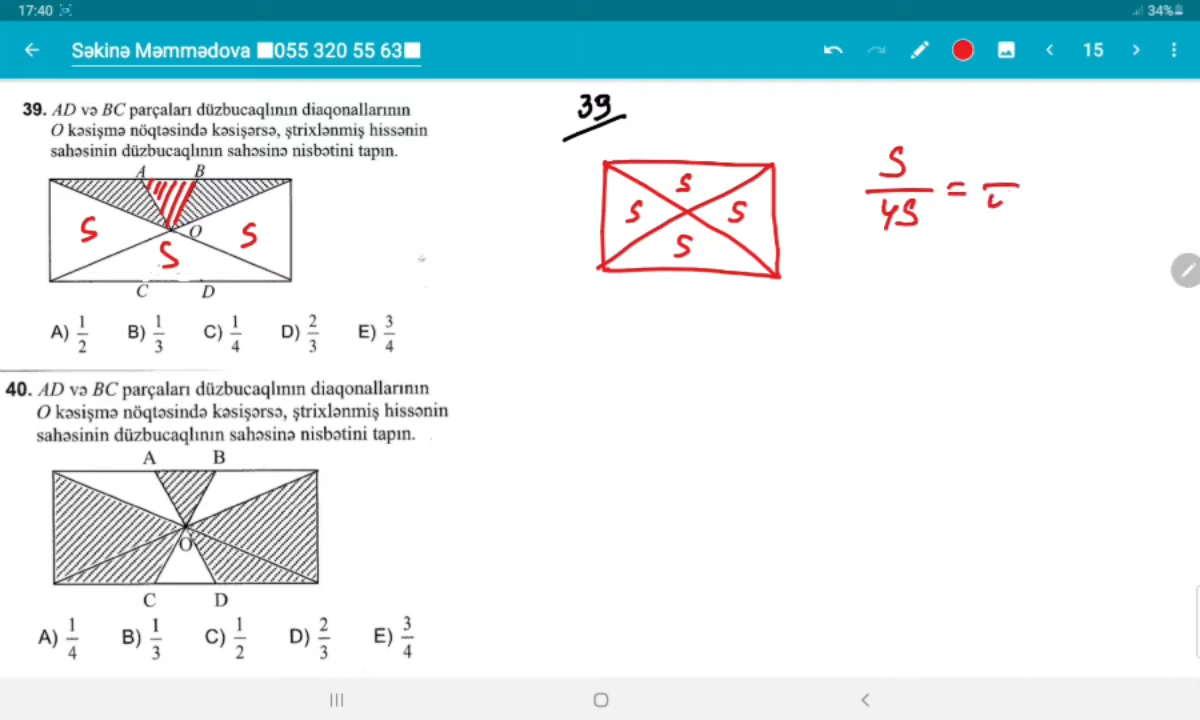 17:40
34%
Səkinə Məmmədova ■055 320 55 63■
15
39. AD və BC parçaları düzbucaqlının diaqonallarının
O kəsişmə nöqtəsində kəsişərsə, ştrixlənmiş hissənin
sahəsinin düzbucaqlının sahəsinə nisbətini tapın.
A B
S O S
S
C D
A) 1/2 B) 1/3 C) 1/4 D) 2/3 E) 3/4
40. AD və BC parçaları düzbucaqlının diaqonallarının
O kəsişmə nöqtəsində kəsişərsə, ştrixlənmiş hissənin
sahəsinin düzbucaqlının sahəsinə nisbətini tapın.
A B
O
C D
A) 1/4 B) 1/3 C) 1/2 D) 2/3 E) 3/4
39
S
S S
S
S/4S =